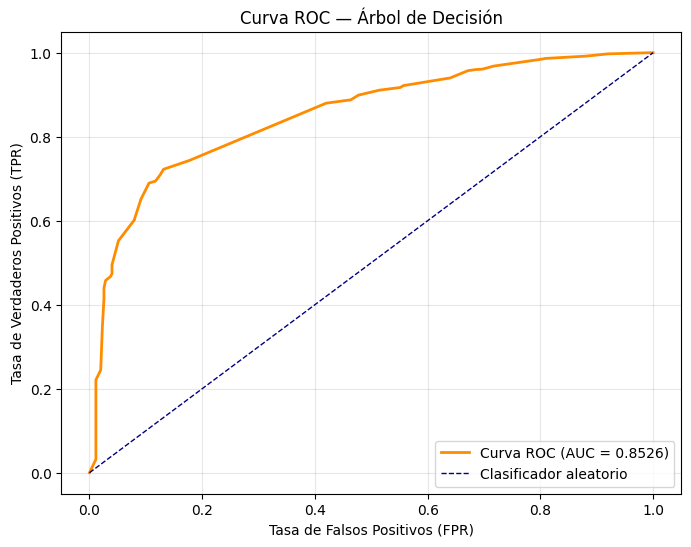 Curva ROC — Árbol de Decisión
1.0
0.8
0.6
0.4
0.2
0.0
Tasa de Verdaderos Positivos (TPR)
Curva ROC (AUC = 0.8526)
Clasificador aleatorio
0.0 0.2 0.4 0.6 0.8 1.0
Tasa de Falsos Positivos (FPR)